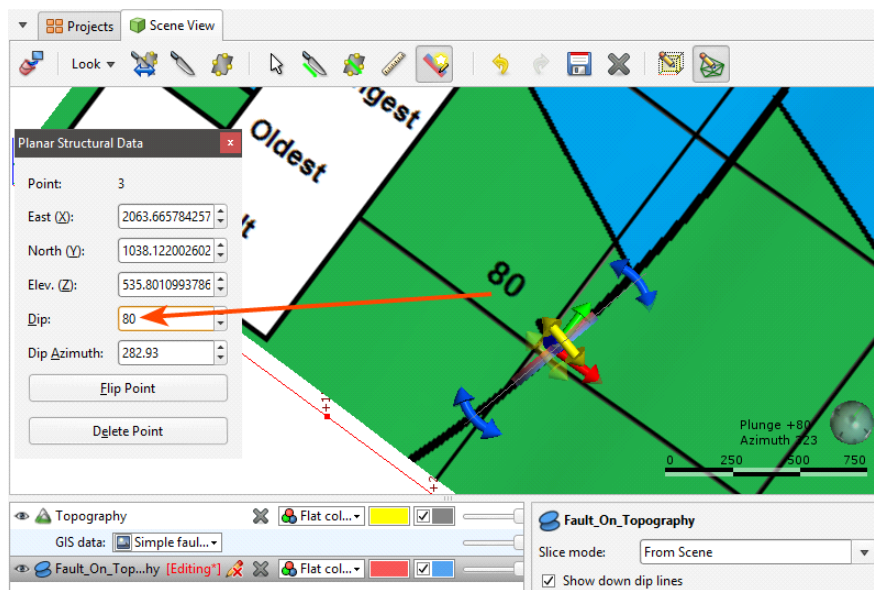 Projects Scene View
Look
Planar Structural Data x
Point: 3
East (X): 2063.665784257
North (Y): 1038.122002602
Elev. (Z): 535.8010993786
Dip: 80
Dip Azimuth: 282.93
Flip Point
Delete Point
Oldest
80
Plunge +80
0 250 500 750
Topography Flat col...
GIS data: Simple faul...
Fault_On_Top...hy [Editing*] Flat col...
Fault_On_Topography
Slice mode: From Scene
Show down dip lines